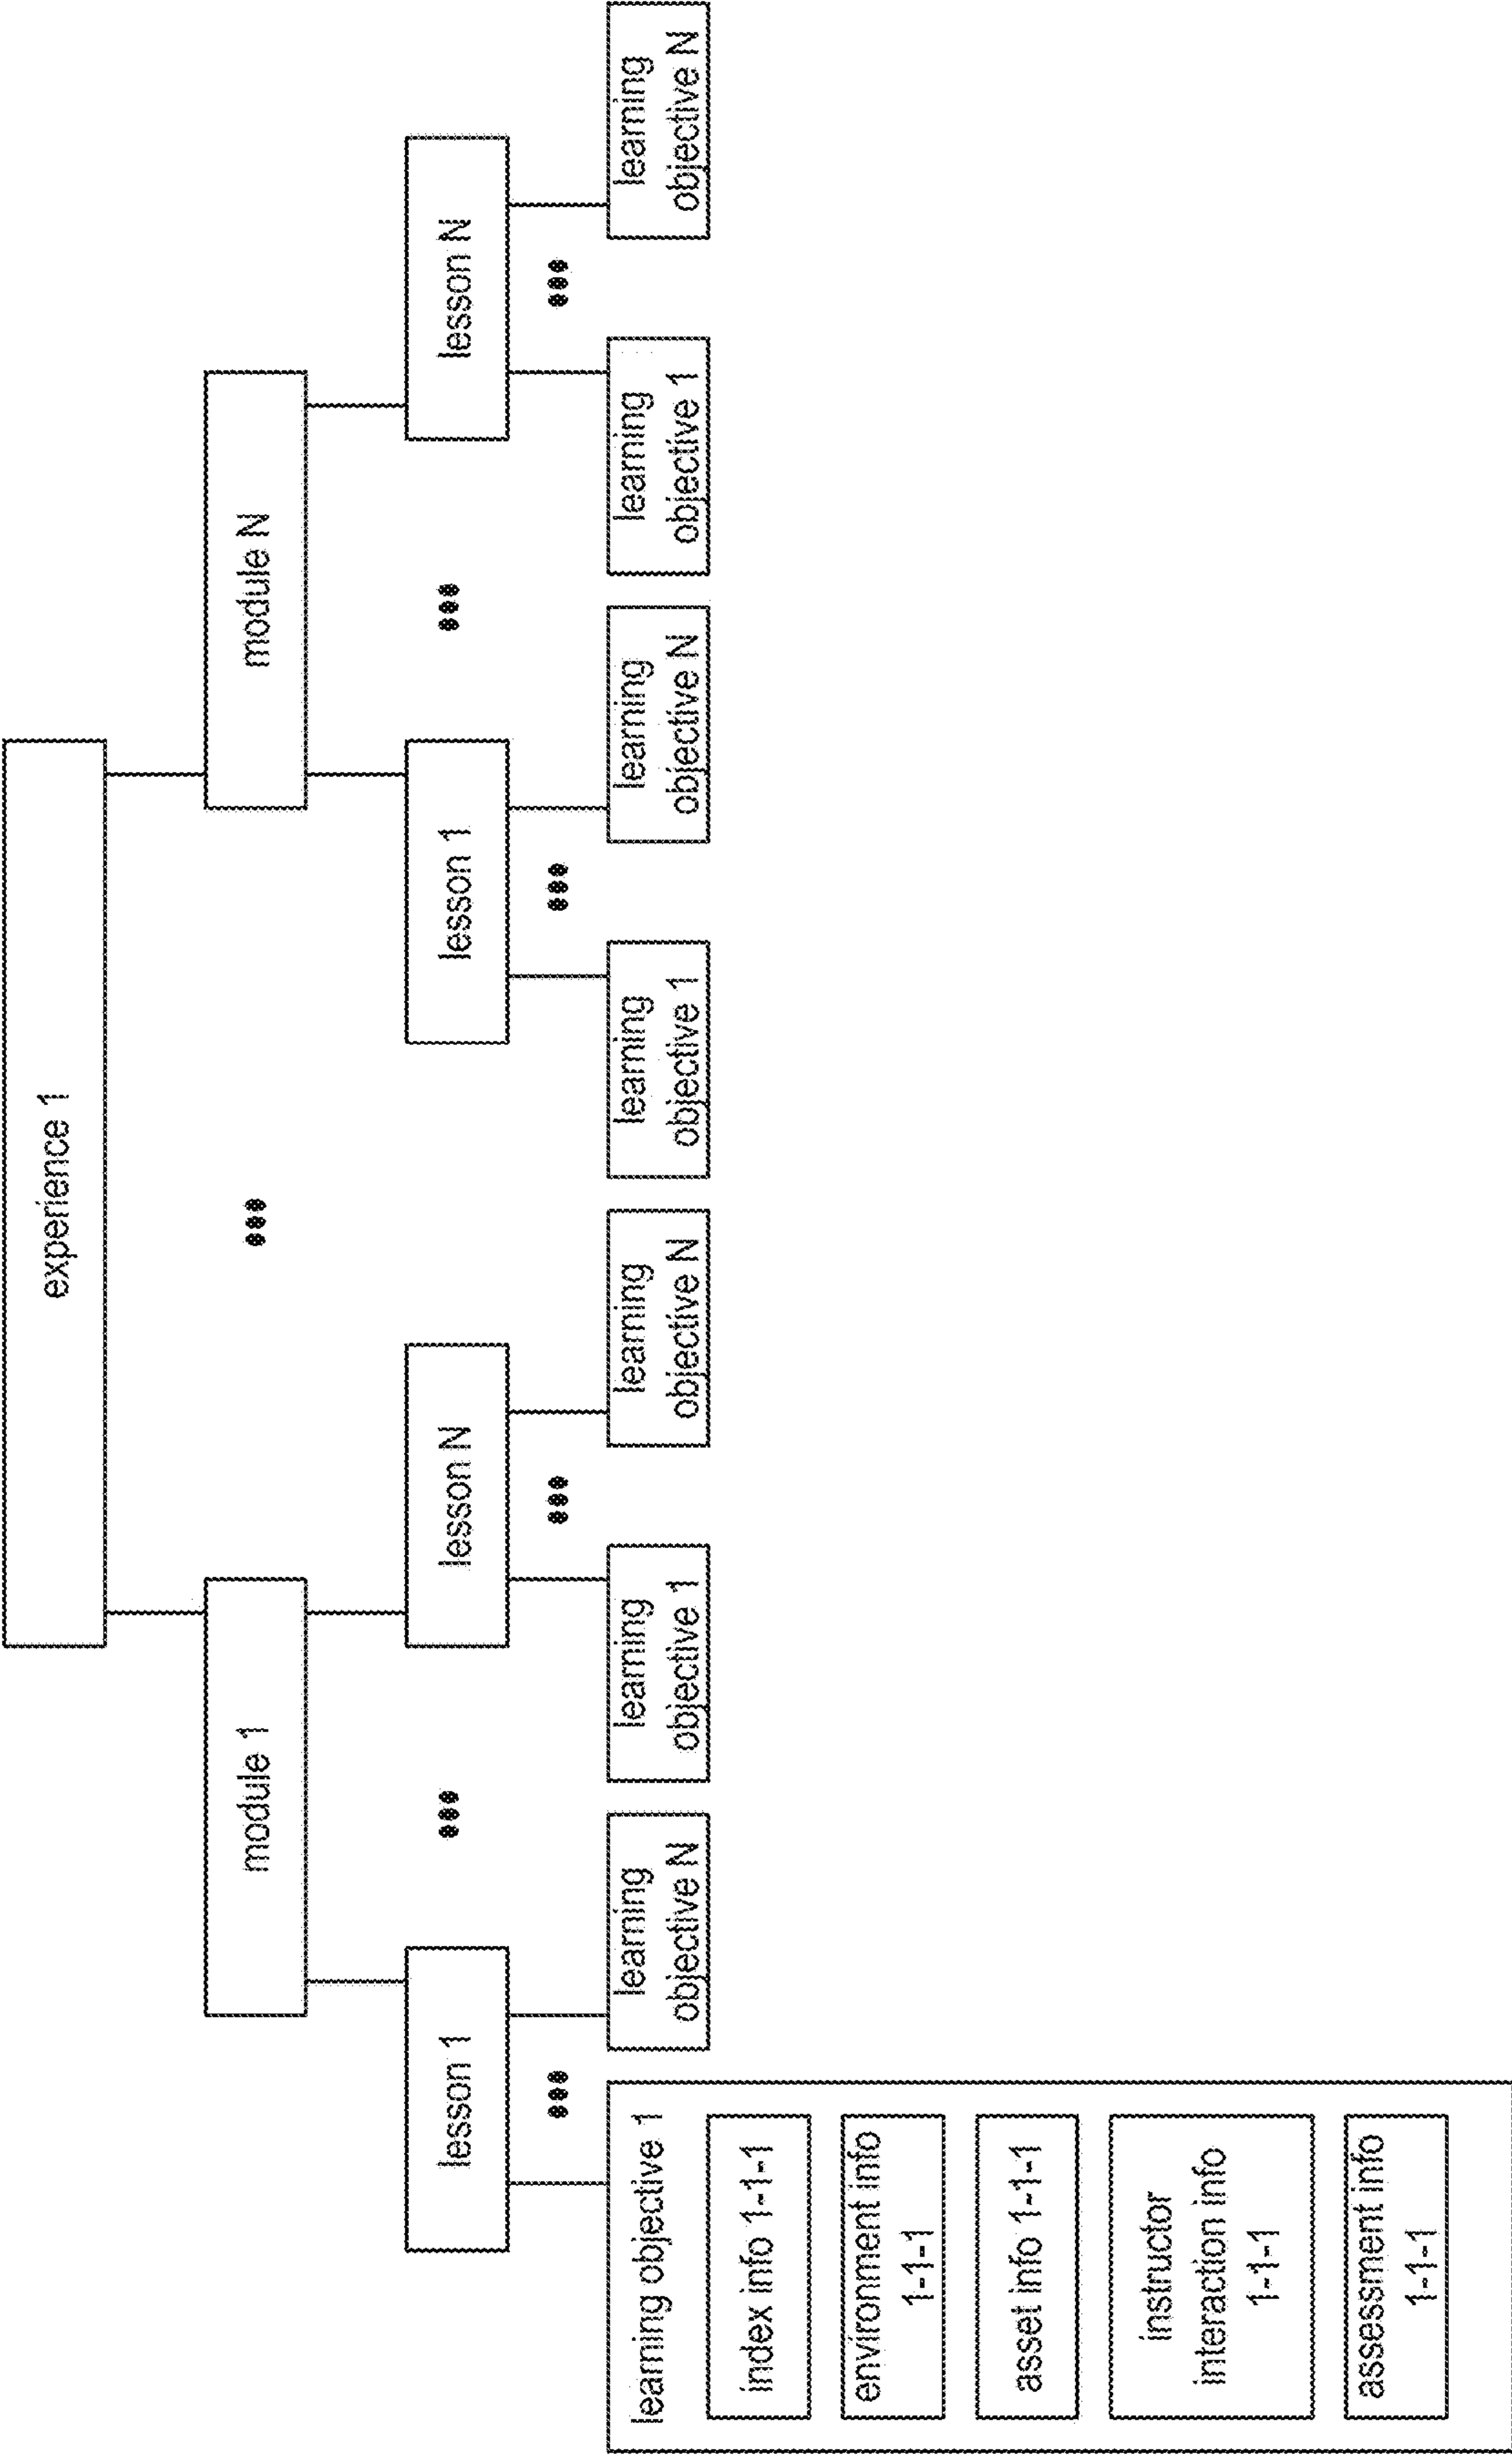 experience 1
module 1
module N
lesson 1
lesson N
lesson 1
lesson N
learning objective 1
index info 1-1-1
environment info
1-1-1
asset info 1-1-1
instructor
interaction info
1-1-1
assessment info
1-1-1
learning
objective N
learning
objective 1
learning
objective N
learning
objective 1
learning
objective N
learning
objective 1
learning
objective N